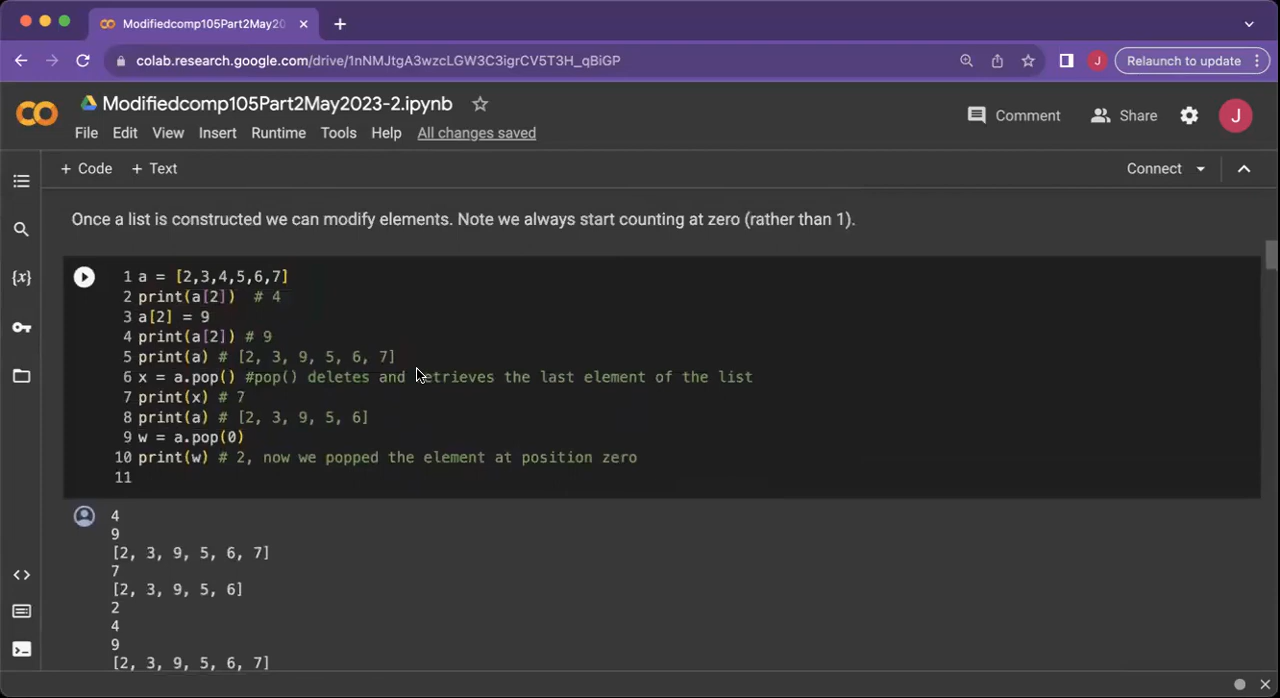 Modifiedcomp105Part2May20
colab.research.google.com/drive/1nNMJtgA3wzcLGW3C3igrCV5T3H_qBiGP
J
Relaunch to update
Modifiedcomp105Part2May2023-2.ipynb
File Edit View Insert Runtime Tools Help All changes saved
Comment Share J
+ Code + Text
Connect
Once a list is constructed we can modify elements. Note we always start counting at zero (rather than 1).
{x}
1 a = [2,3,4,5,6,7]
2 print(a[2])  # 4
3 a[2] = 9
4 print(a[2]) # 9
5 print(a) # [2, 3, 9, 5, 6, 7]
6 x = a.pop() #pop() deletes and retrieves the last element of the list
7 print(x) # 7
8 print(a) # [2, 3, 9, 5, 6]
9 w = a.pop(0)
10 print(w) # 2, now we popped the element at position zero
11
4
9
[2, 3, 9, 5, 6, 7]
7
[2, 3, 9, 5, 6]
2
4
9
[2, 3, 9, 5, 6, 7]